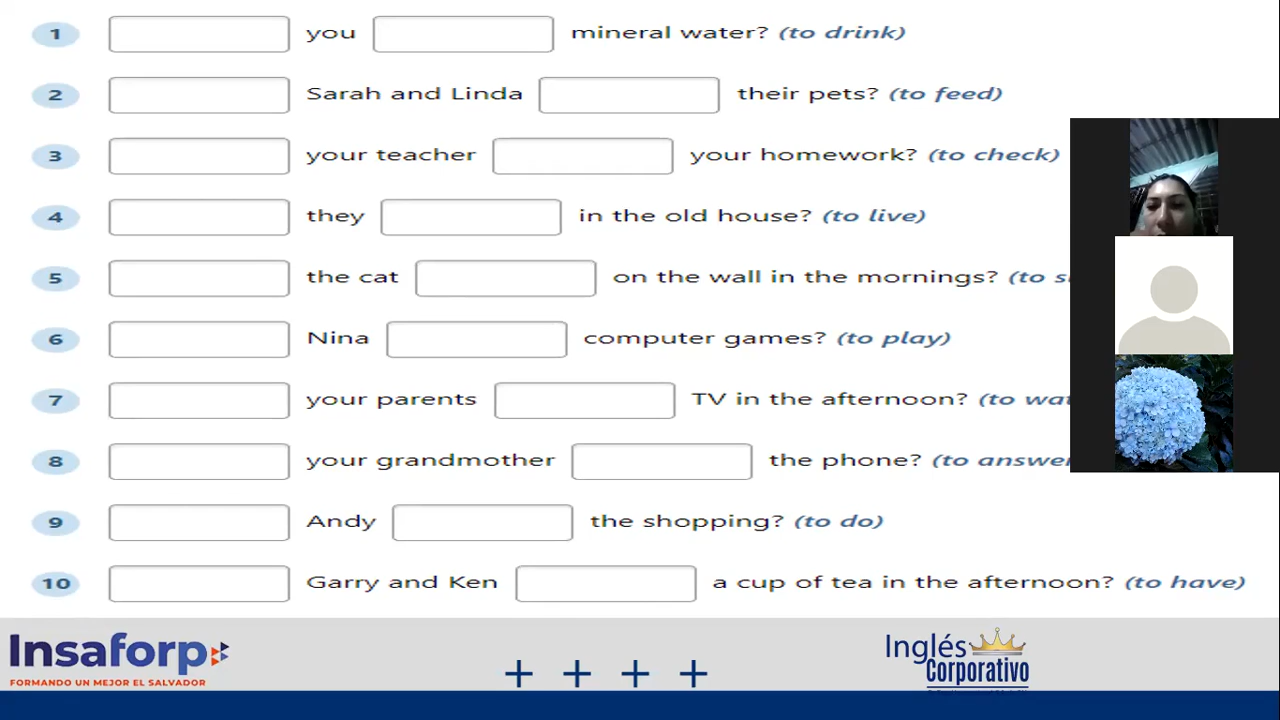 1 you mineral water? (to drink)
2 Sarah and Linda their pets? (to feed)
3 your teacher your homework? (to check)
4 they in the old house? (to live)
5 the cat on the wall in the mornings? (to
6 Nina computer games? (to play)
7 your parents TV in the afternoon? (to
8 your grandmother the phone? (to answer
9 Andy the shopping? (to do)
10 Garry and Ken a cup of tea in the afternoon? (to have)
Insaforp
FORMANDO UN MEJOR EL SALVADOR
Inglés
Corporativo